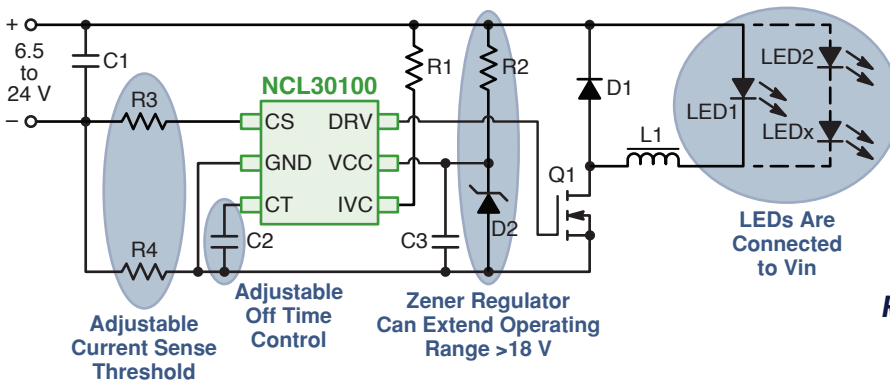 +
6.5
to
24 V
–
C1
R3
R4
NCL30100
CS
DRV
GND
VCC
CT
IVC
C2
R1
R2
C3
D2
D1
Q1
L1
LED1
LED2
LEDx
Adjustable
Current Sense
Threshold
Adjustable
Off Time
Control
Zener Regulator
Can Extend Operating
Range >18 V
LEDs Are
Connected
to Vin